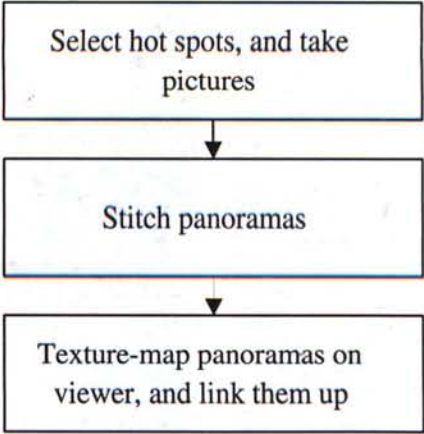 Select hot spots, and take
pictures
Stitch panoramas
Texture-map panoramas on
viewer, and link them up